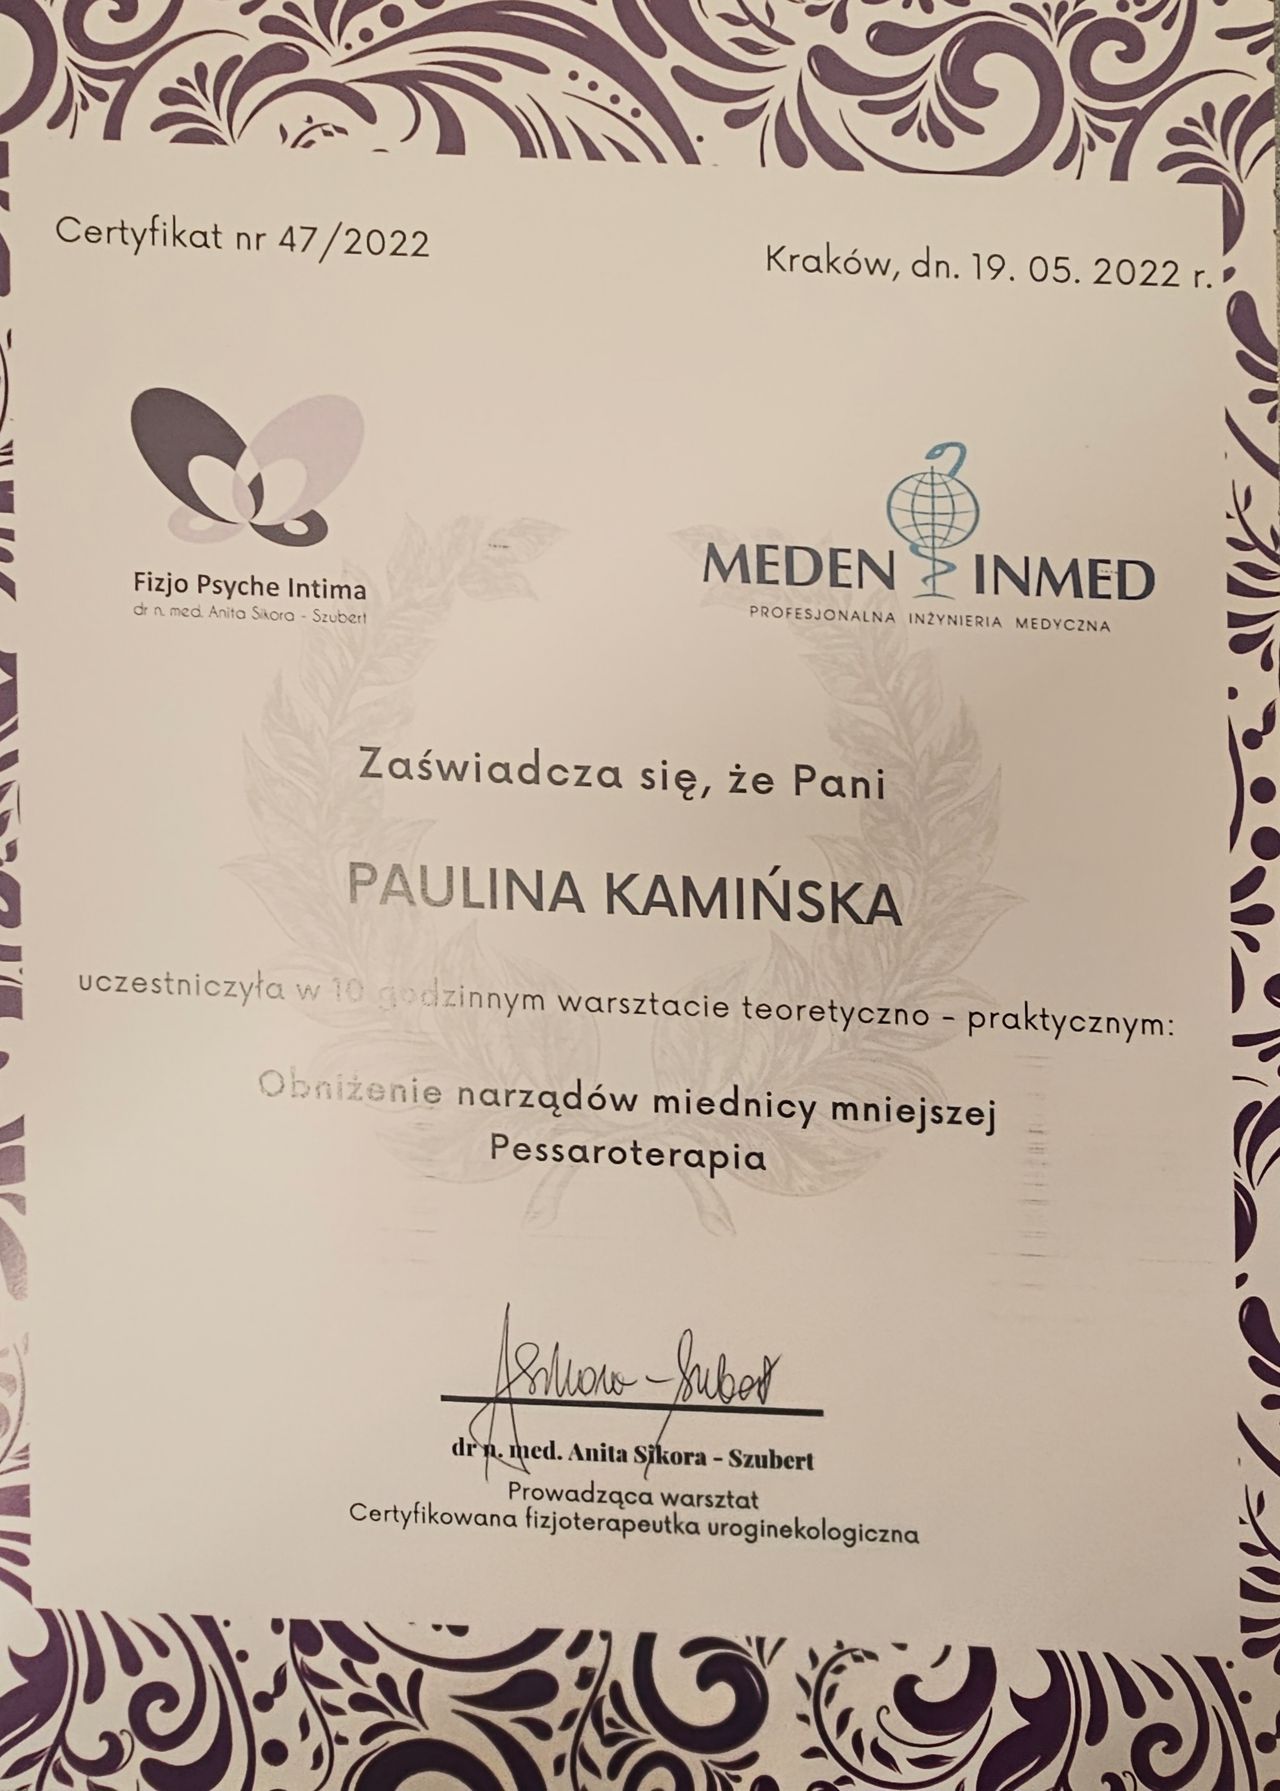 Certyfikat nr 47/2022
Kraków, dn. 19. 05. 2022 r.
Fizjo Psyche Intima
dr n. med. Anita Sikora - Szubert
MEDEN INMED
PROFESJONALNA INŻYNIERIA MEDYCZNA
Zaświadcza się, że Pani
PAULINA KAMIŃSKA
uczestniczyła w 10 godzinnym warsztacie teoretyczno - praktycznym:
Obniżenie narządów miednicy mniejszej
Pessaroterapia
ASikora-Szubert
dr n. med. Anita Sikora - Szubert
Prowadząca warsztat
Certyfikowana fizjoterapeutka uroginekologiczna